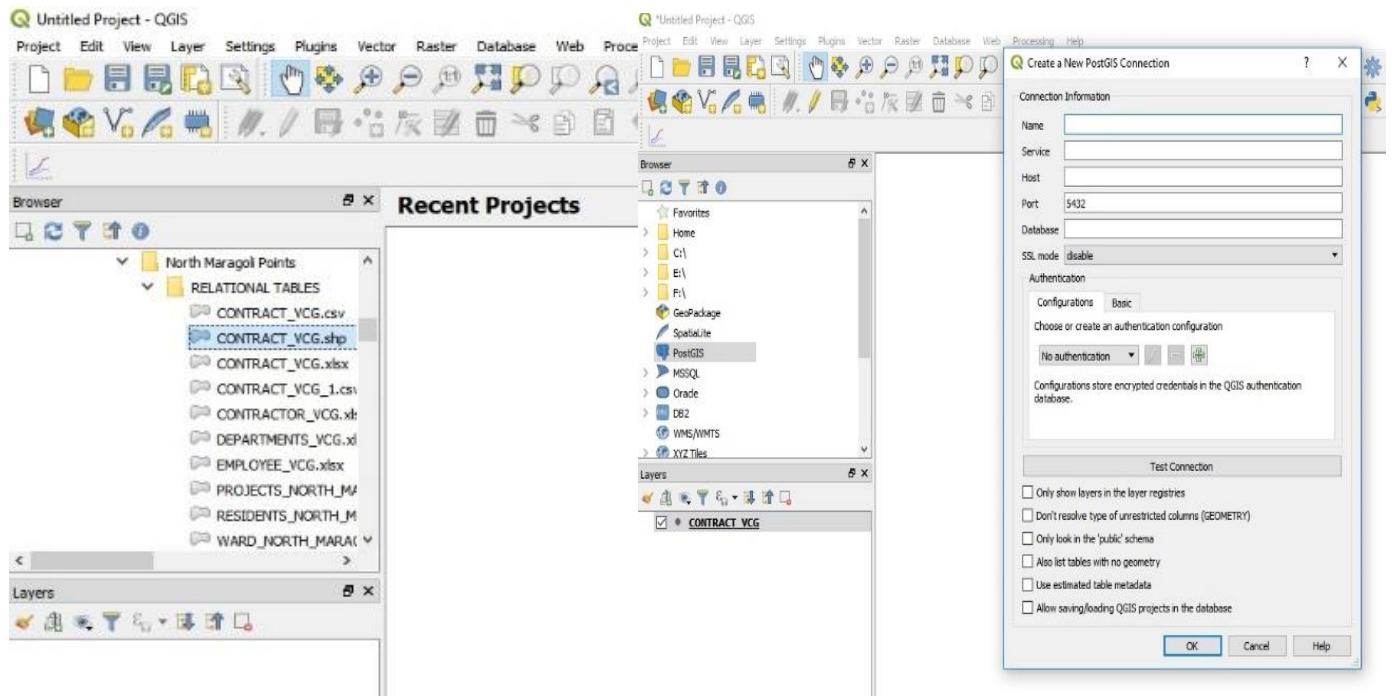 Untitled Project - QGIS
Project Edit View Layer Settings Plugins Vector Raster Database Web Proce
Browser
Recent Projects
North Maragoli Points
RELATIONAL TABLES
CONTRACT_VCG.csv
CONTRACT_VCG.shp
CONTRACT_VCG.xlsx
CONTRACT_VCG_1.csv
CONTRACTOR_VCG.xl
DEPARTMENTS_VCG.xl
EMPLOYEE_VCG.xlsx
PROJECTS_NORTH_MA
RESIDENTS_NORTH_M
WARD_NORTH_MARA
Layers
*Untitled Project - QGIS
Project Edit View Layer Settings Plugins Vector Raster Database Web Processing Help
Browser
Favorites
Home
C:\
E:\
F:\
GeoPackage
SpatiaLite
PostGIS
MSSQL
Oracle
DB2
WMS/WMTS
XYZ Tiles
Layers
CONTRACT_VCG
Create a New PostGIS Connection
Connection Information
Name
Service
Host
Port 5432
Database
SSL mode disable
Authentication
Configurations Basic
Choose or create an authentication configuration
No authentication
Configurations store encrypted credentials in the QGIS authentication
database.
Test Connection
Only show layers in the layer registries
Don't resolve type of unrestricted columns (GEOMETRY)
Only look in the 'public' schema
Also list tables with no geometry
Use estimated table metadata
Allow saving/loading QGIS projects in the database
OK Cancel Help